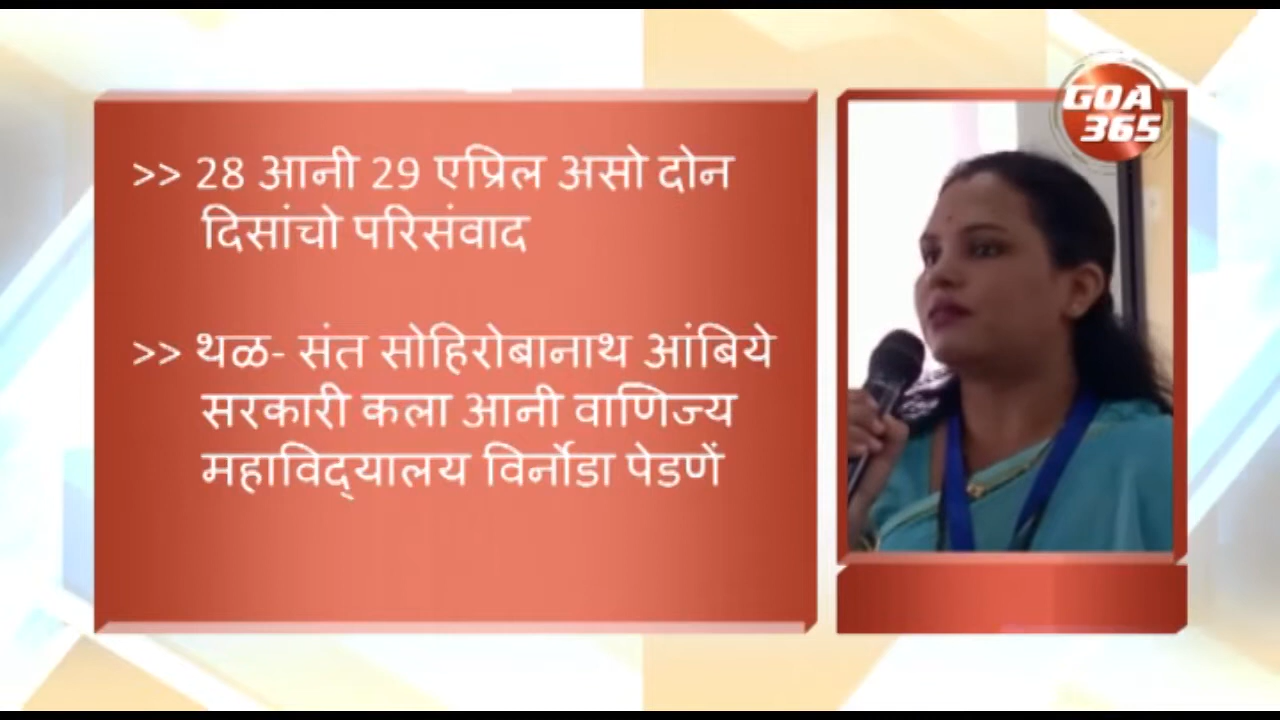 >> 28 आनी 29 एप्रिल असो दोन
दिसांचो परिसंवाद
>> थळ- संत सोहिरोबानाथ आंबिये
सरकारी कला आनी वाणिज्य
महाविद्‌यालय विर्नोडा पेडणें
GOA
365